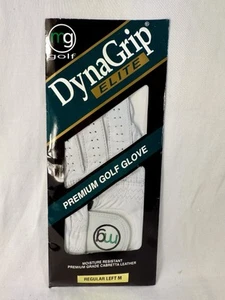 mg
golf
DynaGrip
ELITE
PREMIUM GOLF GLOVE
mg
MOISTURE RESISTANT
PREMIUM GRADE CABRETTA LEATHER
REGULAR LEFT M